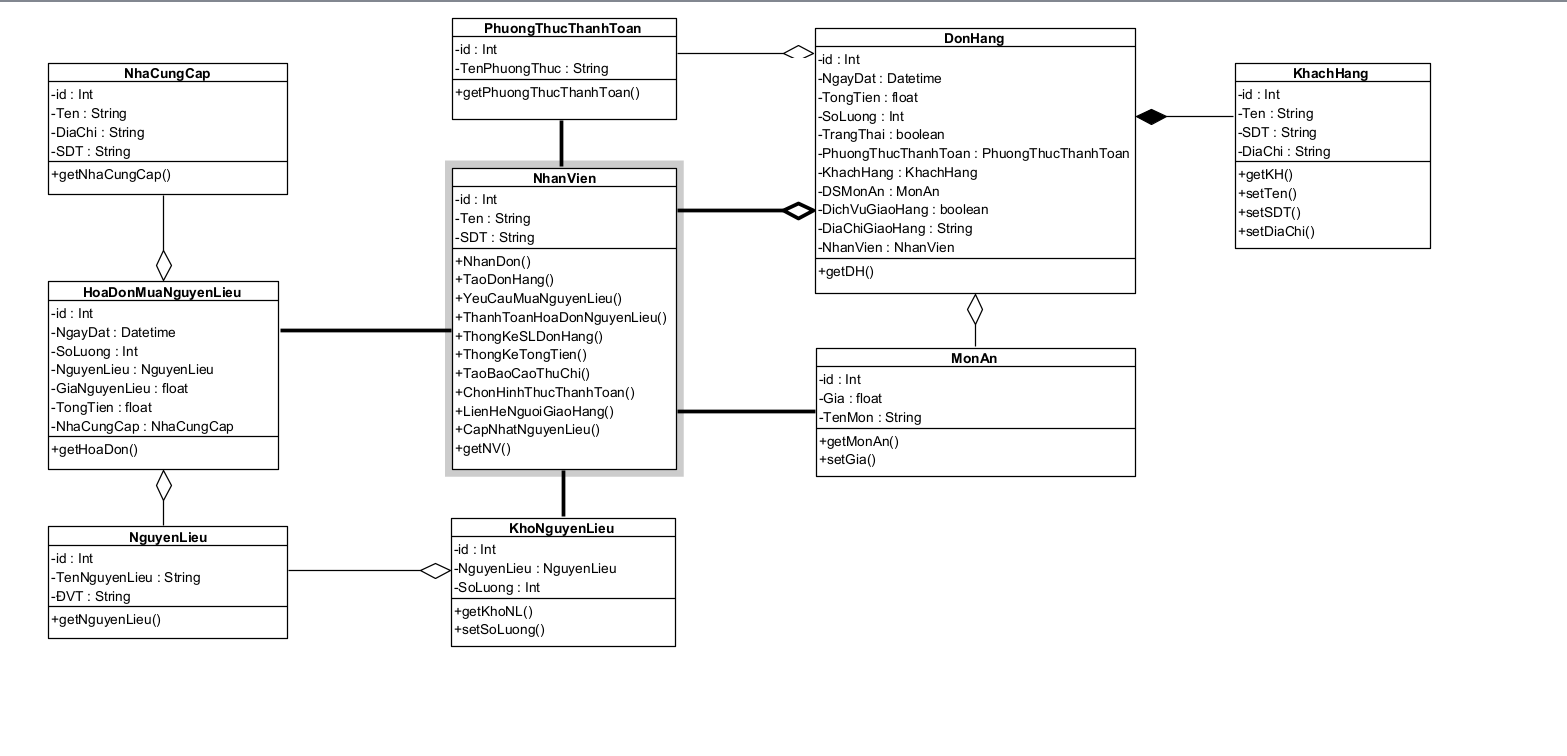 PhuongThucThanhToan
-id : Int
-TenPhuongThuc : String
+getPhuongThucThanhToan()
DonHang
-id : Int
-NgayDat : Datetime
-TongTien : float
-SoLuong : Int
-TrangThai : boolean
-PhuongThucThanhToan : PhuongThucThanhToan
-KhachHang : KhachHang
-DSMonAn : MonAn
-DichVuGiaoHang : boolean
-DiaChiGiaoHang : String
-NhanVien : NhanVien
+getDH()
NhaCungCap
-id : Int
-Ten : String
-DiaChi : String
-SDT : String
+getNhaCungCap()
KhachHang
-id : Int
-Ten : String
-SDT : String
-DiaChi : String
+getKH()
+setTen()
+setSDT()
+setDiaChi()
NhanVien
-id : Int
-Ten : String
-SDT : String
+NhanDon()
+TaoDonHang()
+YeuCauMuaNguyenLieu()
+ThanhToanHoaDonNguyenLieu()
+ThongKeSLDonHang()
+ThongKeTongTien()
+TaoBaoCaoThuChi()
+ChonHinhThucThanhToan()
+LienHeNguoiGiaoHang()
+CapNhatNguyenLieu()
+getNV()
HoaDonMuaNguyenLieu
-id : Int
-NgayDat : Datetime
-SoLuong : Int
-NguyenLieu : NguyenLieu
-GiaNguyenLieu : float
-TongTien : float
-NhaCungCap : NhaCungCap
+getHoaDon()
MonAn
-id : Int
-Gia : float
-TenMon : String
+getMonAn()
+setGia()
NguyenLieu
-id : Int
-TenNguyenLieu : String
-ĐVT : String
+getNguyenLieu()
KhoNguyenLieu
-id : Int
-NguyenLieu : NguyenLieu
-SoLuong : Int
+getKhoNL()
+setSoLuong()